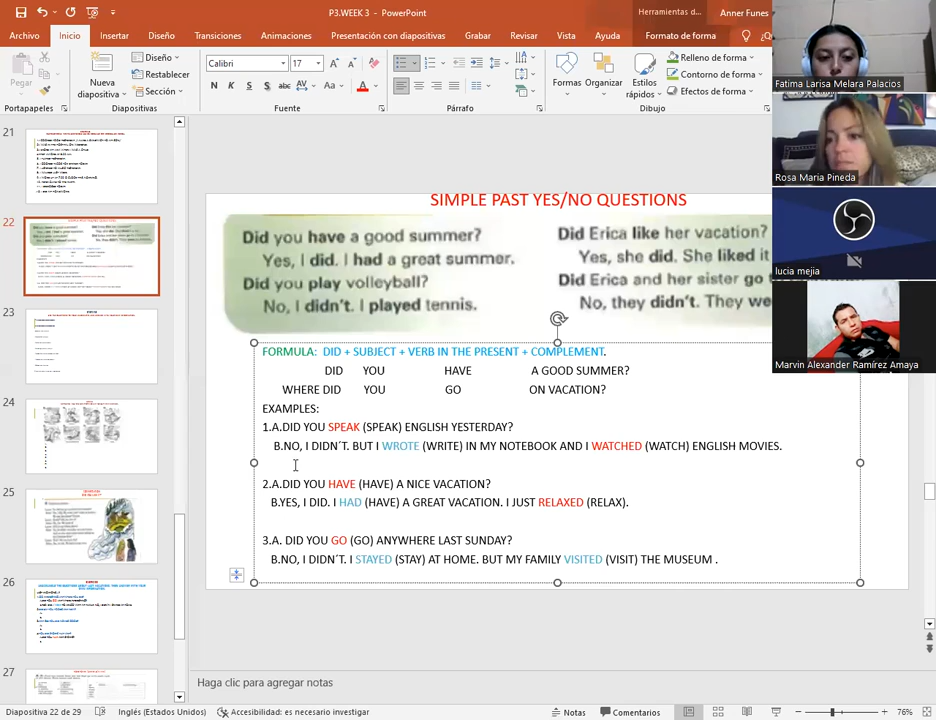 P3.WEEK 3 - PowerPoint
Herramientas d...
Anner Funes
Archivo
Inicio
Insertar
Diseño
Transiciones
Animaciones
Presentación con diapositivas
Grabar
Revisar
Vista
Ayuda
Formato de forma
Pegar
Nueva
diapositiva
Diseño
Restablecer
Sección
Calibri
17
N
K
S
S
abc
AV
Aa
A
Formas
Organizar
Estilos
rápidos
Relleno de forma
Contorno de forma
Efectos de forma
Portapapeles
Diapositivas
Fuente
Párrafo
Dibujo
Fatima Larisa Melara Palacios
Rosa Maria Pineda
lucia mejia
Marvin Alexander Ramírez Amaya
21
22
23
24
25
26
27
SIMPLE PAST YES/NO QUESTIONS
Did you have a good summer?
Yes, I did. I had a great summer.
Did you play volleyball?
No, I didn't. I played tennis.
Did Erica like her vacation?
Yes, she did. She liked it
Did Erica and her sister go
No, they didn't. They we
FORMULA: DID + SUBJECT + VERB IN THE PRESENT + COMPLEMENT.
DID YOU HAVE A GOOD SUMMER?
WHERE DID YOU GO ON VACATION?
EXAMPLES:
1.A.DID YOU SPEAK (SPEAK) ENGLISH YESTERDAY?
B.NO, I DIDN´T. BUT I WROTE (WRITE) IN MY NOTEBOOK AND I WATCHED (WATCH) ENGLISH MOVIES.
2.A.DID YOU HAVE (HAVE) A NICE VACATION?
B.YES, I DID. I HAD (HAVE) A GREAT VACATION. I JUST RELAXED (RELAX).
3.A. DID YOU GO (GO) ANYWHERE LAST SUNDAY?
B.NO, I DIDN´T. I STAYED (STAY) AT HOME. BUT MY FAMILY VISITED (VISIT) THE MUSEUM .
Haga clic para agregar notas
Diapositiva 22 de 29
Inglés (Estados Unidos)
Accesibilidad: es necesario investigar
Notas
Comentarios
76%